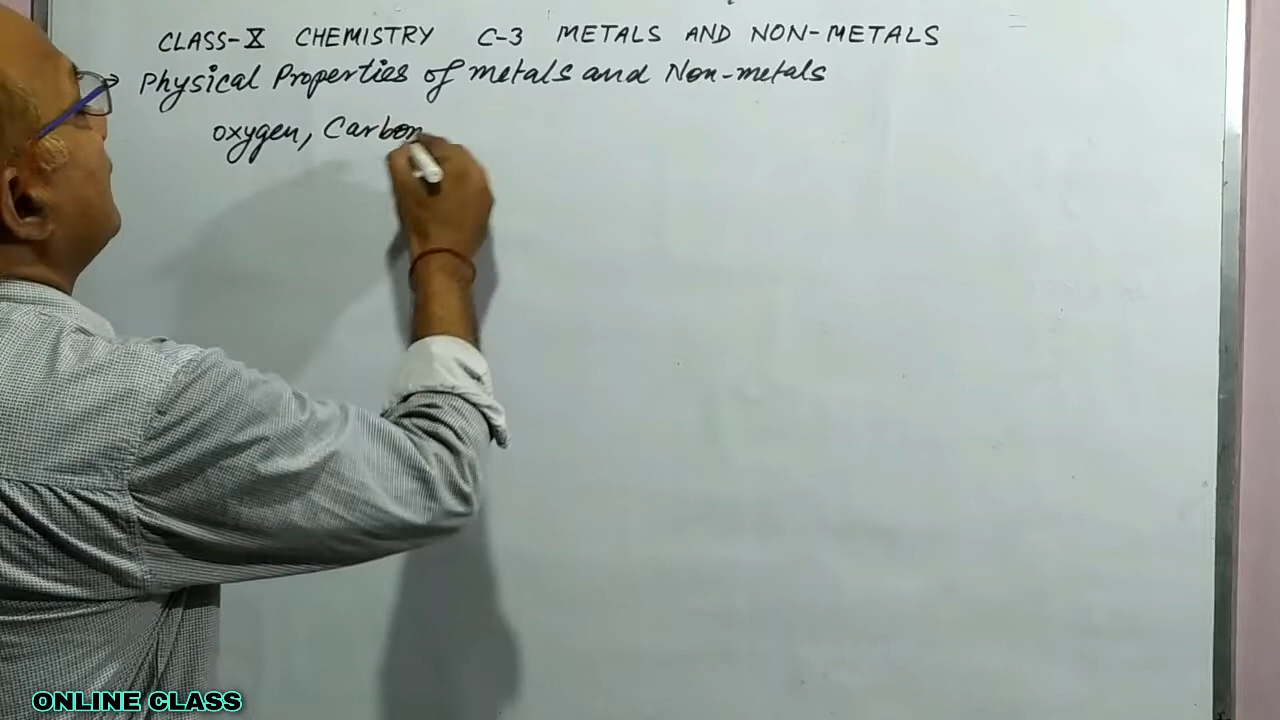 CLASS-X CHEMISTRY C-3 METALS AND NON-METALS
Physical Properties of metals and Non-metals
Oxygen, Carbon
ONLINE CLASS